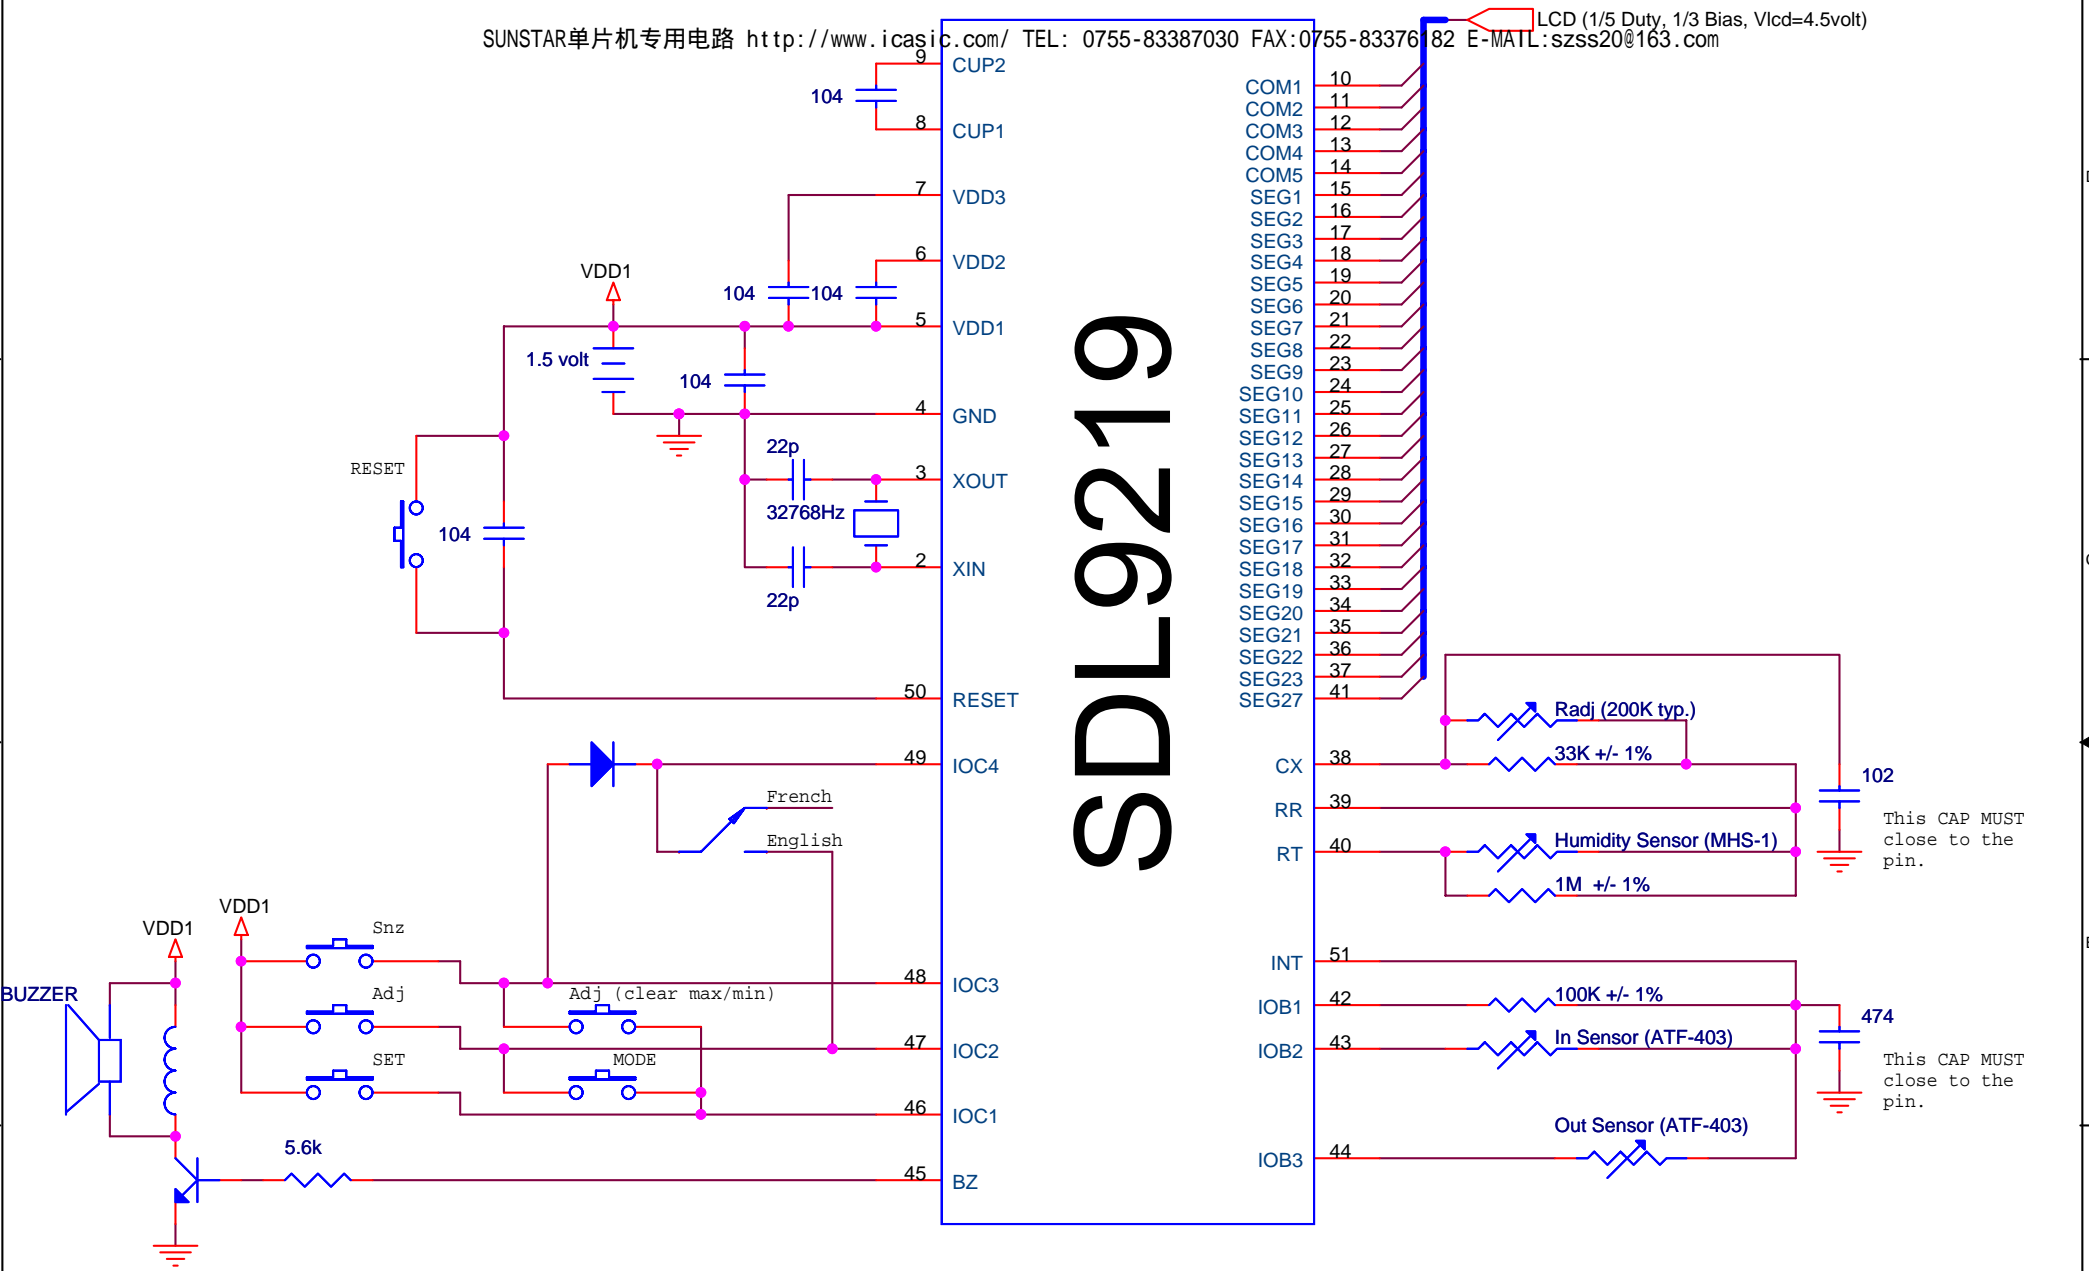 LCD (1/5 Duty, 1/3 Bias, Vlcd=4.5volt)
SUNSTAR单片机专用电路 http://www.icasic.com/ TEL: 0755-83387030 FAX:0755-83376182 E-MAIL:szss20@163.com
9 CUP2
104
8 CUP1
7 VDD3
6 VDD2
VDD1
104
104
5 VDD1
1.5 volt
104
4 GND
22p
3 XOUT
32768Hz
2 XIN
22p
RESET
104
50 RESET
49 IOC4
French
English
VDD1
VDD1
Snz
48 IOC3
BUZZER
Adj
Adj (clear max/min)
47 IOC2
SET
MODE
46 IOC1
5.6k
45 BZ
SDL9219
COM1 10
COM2 11
COM3 12
COM4 13
COM5 14
SEG1 15
SEG2 16
SEG3 17
SEG4 18
SEG5 19
SEG6 20
SEG7 21
SEG8 22
SEG9 23
SEG10 24
SEG11 25
SEG12 26
SEG13 27
SEG14 28
SEG15 29
SEG16 30
SEG17 31
SEG18 32
SEG19 33
SEG20 34
SEG21 35
SEG22 36
SEG23 37
SEG27 41
Radj (200K typ.)
CX 38
33K +/- 1%
102
RR 39
This CAP MUST
close to the
pin.
RT 40
Humidity Sensor (MHS-1)
1M +/- 1%
INT 51
IOB1 42
100K +/- 1%
474
IOB2 43
In Sensor (ATF-403)
This CAP MUST
close to the
pin.
Out Sensor (ATF-403)
IOB3 44